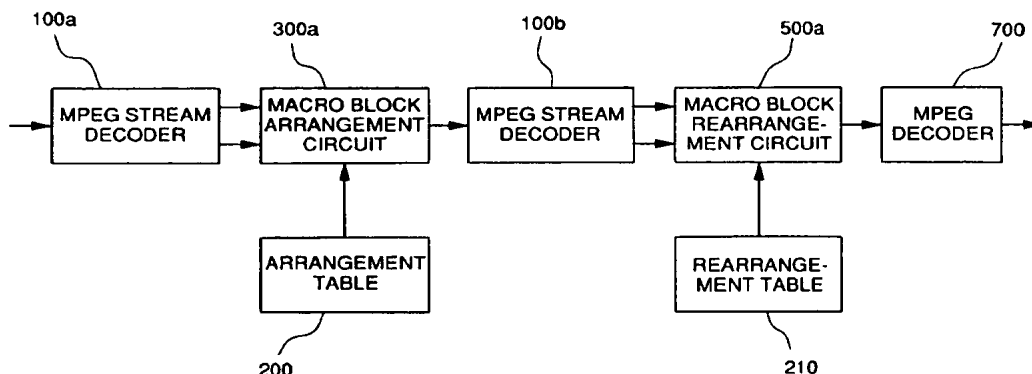 100a
300a
100b
500a
700
MPEG STREAM
DECODER
MACRO BLOCK
ARRANGEMENT
CIRCUIT
MPEG STREAM
DECODER
MACRO BLOCK
REARRANGE-
MENT CIRCUIT
MPEG
DECODER
ARRANGEMENT
TABLE
REARRANGE-
MENT TABLE
200
210